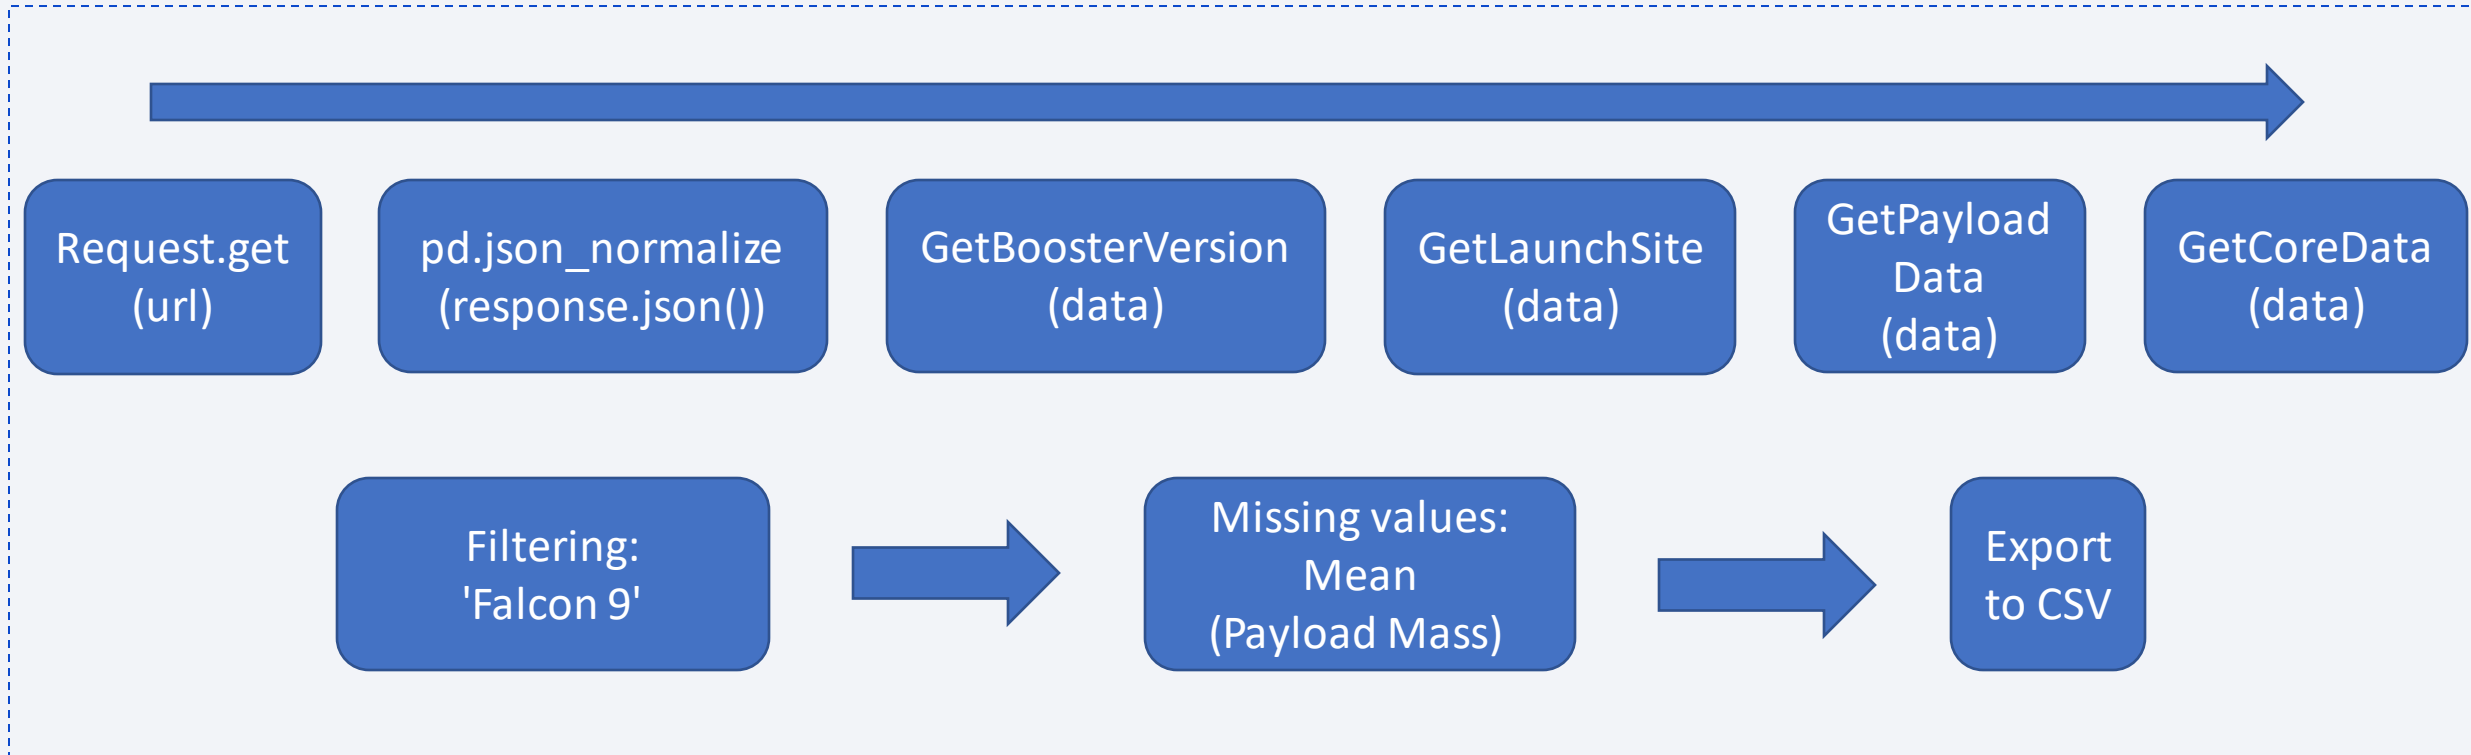 Request.get
(url)
pd.json_normalize
(response.json())
GetBoosterVersion
(data)
GetLaunchSite
(data)
GetPayload
Data
(data)
GetCoreData
(data)
Filtering:
'Falcon 9'
Missing values:
Mean
(Payload Mass)
Export
to CSV